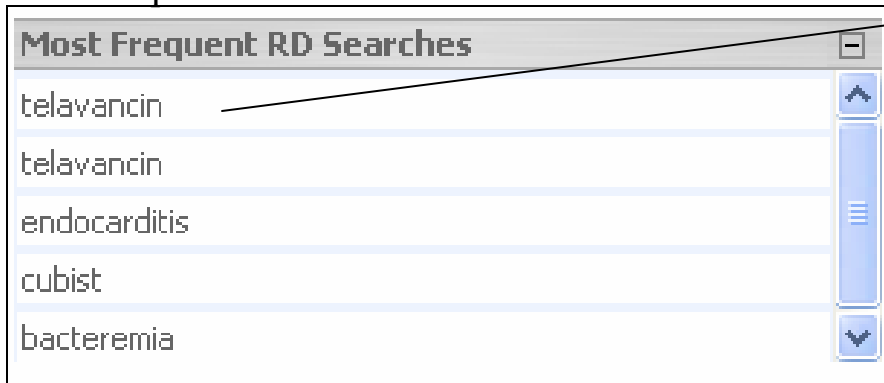 Most Frequent RD Searches
telavancin
telavancin
endocarditis
cubist
bacteremia